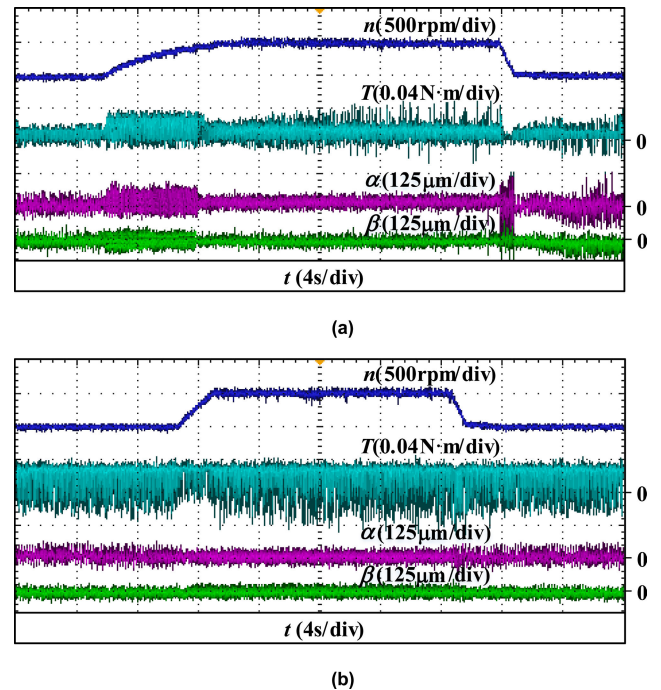 n(500rpm/div)
T(0.04N·m/div)
0
α(125μm/div)
0
β(125μm/div)
0
t (4s/div)
(a)
n(500rpm/div)
T(0.04N·m/div)
0
α(125μm/div)
0
β(125μm/div)
0
t (4s/div)
(b)